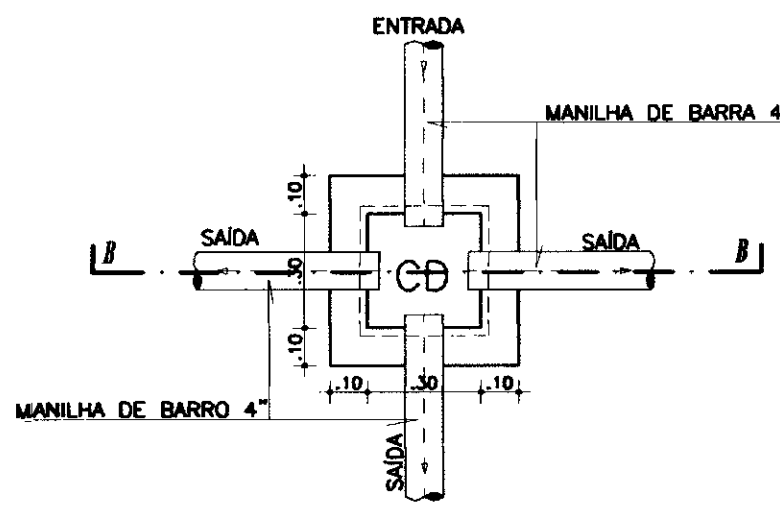 ENTRADA
MANILHA DE BARRA 4
.10
SAÍDA
SAÍDA
B
.30
CD
B
.10
.10
.30
.10
MANILHA DE BARRO 4"
SAÍDA